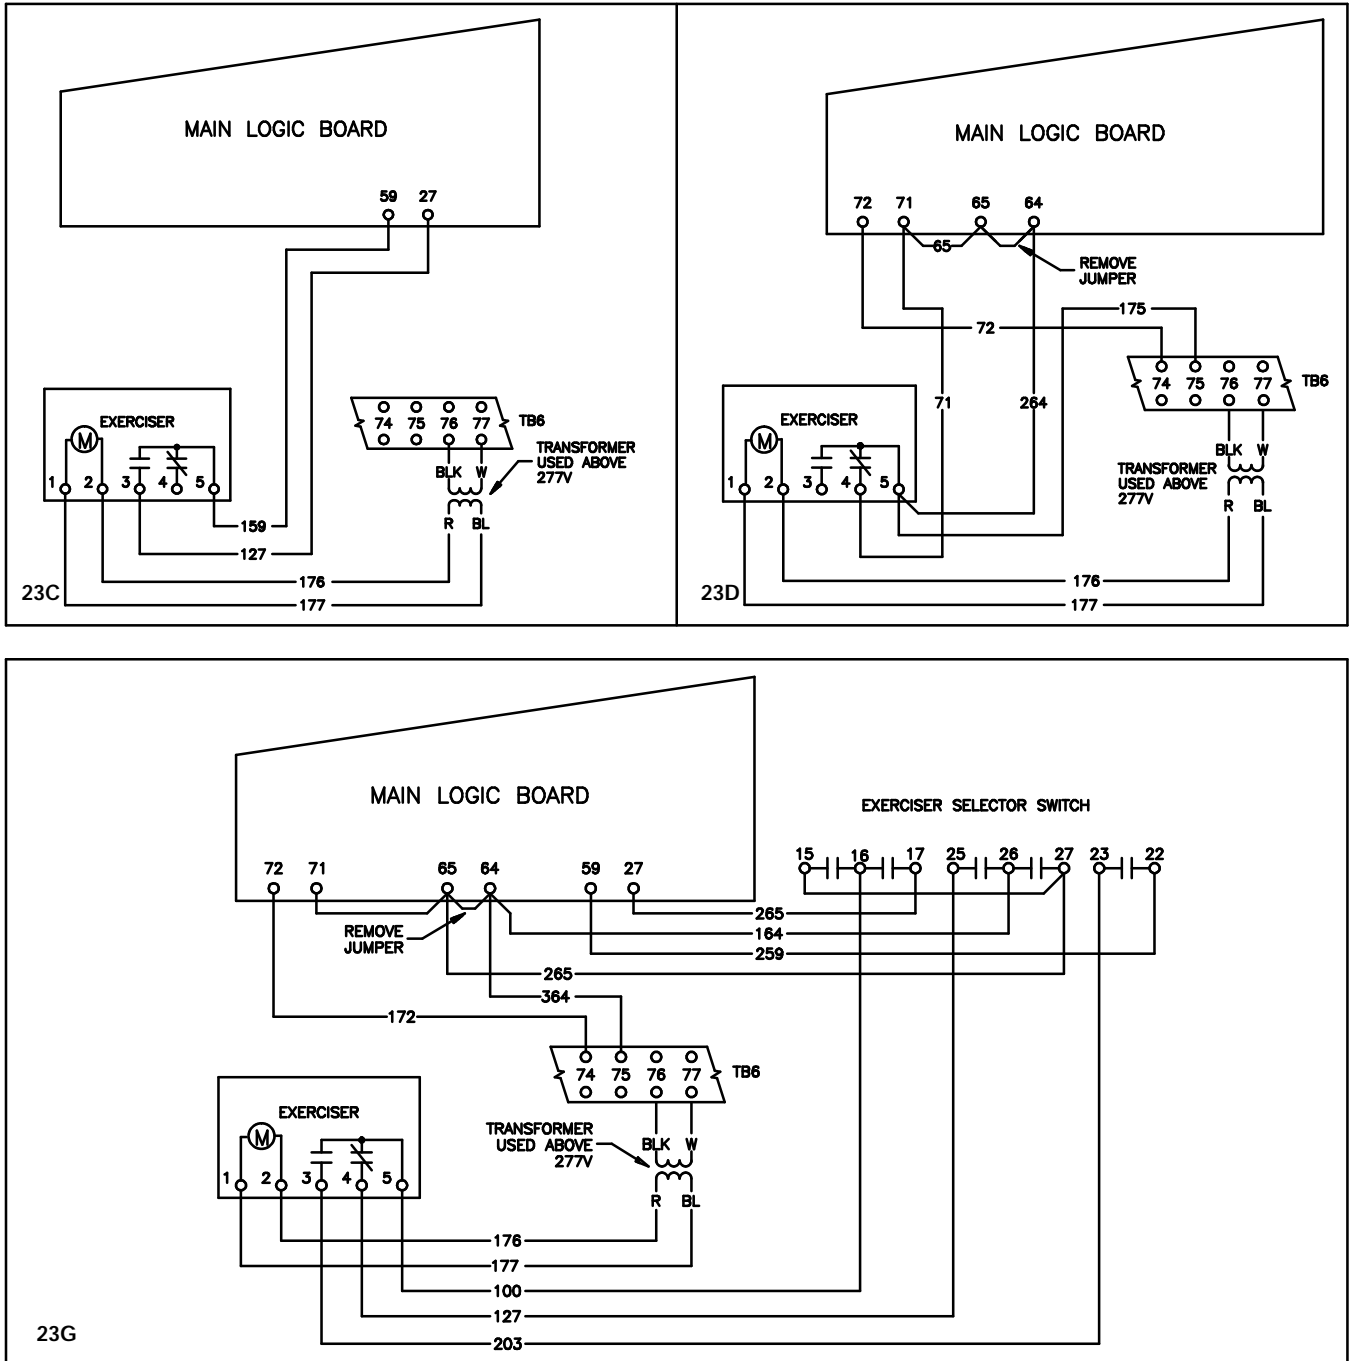 MAIN LOGIC BOARD
59 27
EXERCISER
M
1 2 3 4 5
74 75 76 77
TB6
BLK W
TRANSFORMER
USED ABOVE
277V
R BL
159
127
176
177
23C
MAIN LOGIC BOARD
72 71 65 64
65
REMOVE
JUMPER
175
72
74 75 76 77
TB6
71
264
EXERCISER
M
1 2 3 4 5
BLK W
TRANSFORMER
USED ABOVE
277V
R BL
176
177
23D
MAIN LOGIC BOARD
EXERCISER SELECTOR SWITCH
72 71 65 64 59 27
15 16 17 25 26 27 23 22
REMOVE
JUMPER
265
164
259
265
364
172
74 75 76 77
TB6
EXERCISER
M
1 2 3 4 5
TRANSFORMER
USED ABOVE
277V
BLK W
R BL
176
177
100
127
203
23G